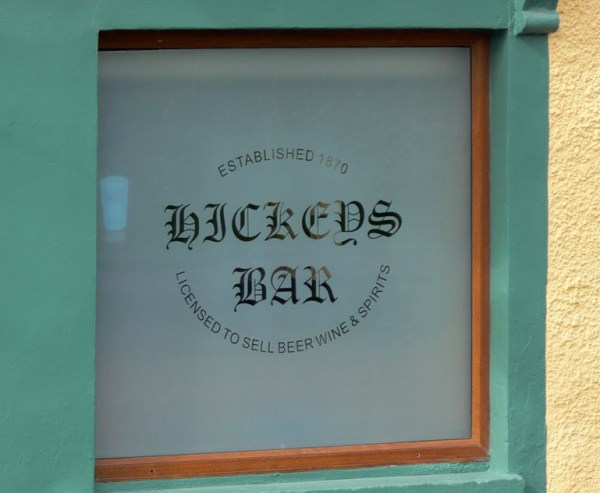 ESTABLISHED 1870
HICKEYS
BAR
LICENSED TO SELL BEER WINE & SPIRITS